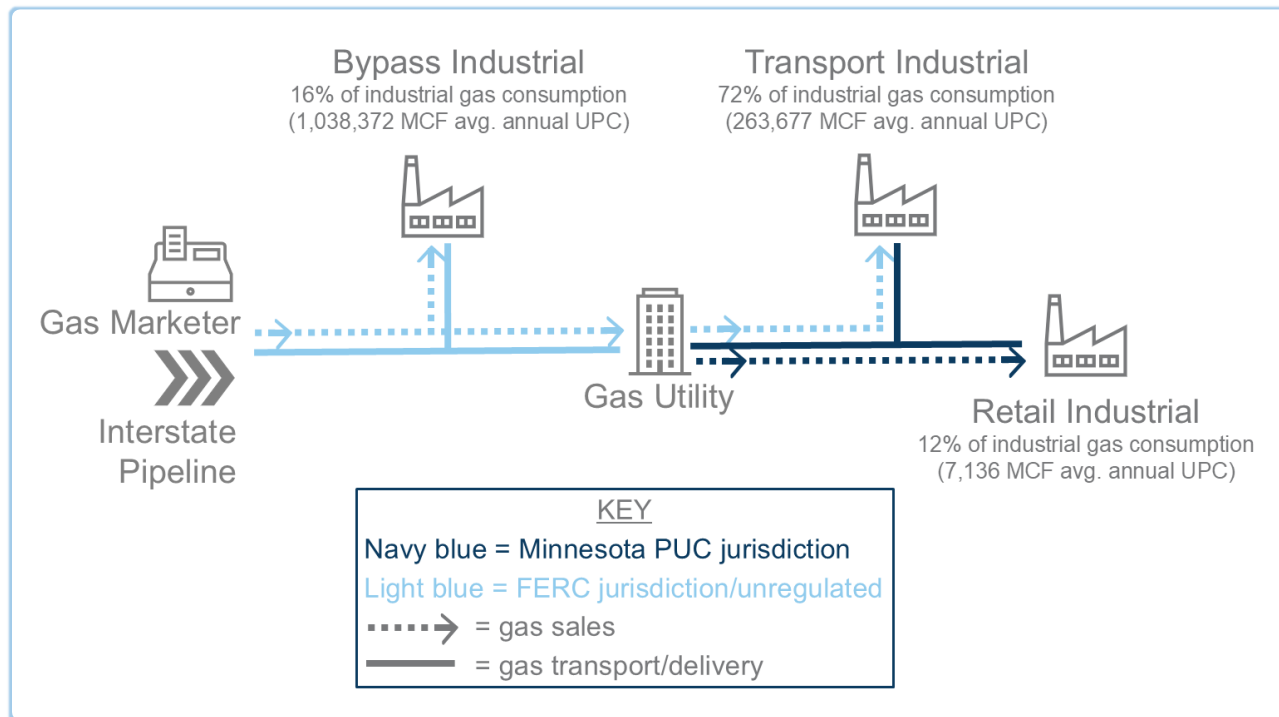 Bypass Industrial
16% of industrial gas consumption
(1,038,372 MCF avg. annual UPC)
Transport Industrial
72% of industrial gas consumption
(263,677 MCF avg. annual UPC)
Gas Marketer
Interstate
Pipeline
Gas Utility
Retail Industrial
12% of industrial gas consumption
(7,136 MCF avg. annual UPC)
KEY
Navy blue = Minnesota PUC jurisdiction
Light blue = FERC jurisdiction/unregulated
= gas sales
= gas transport/delivery